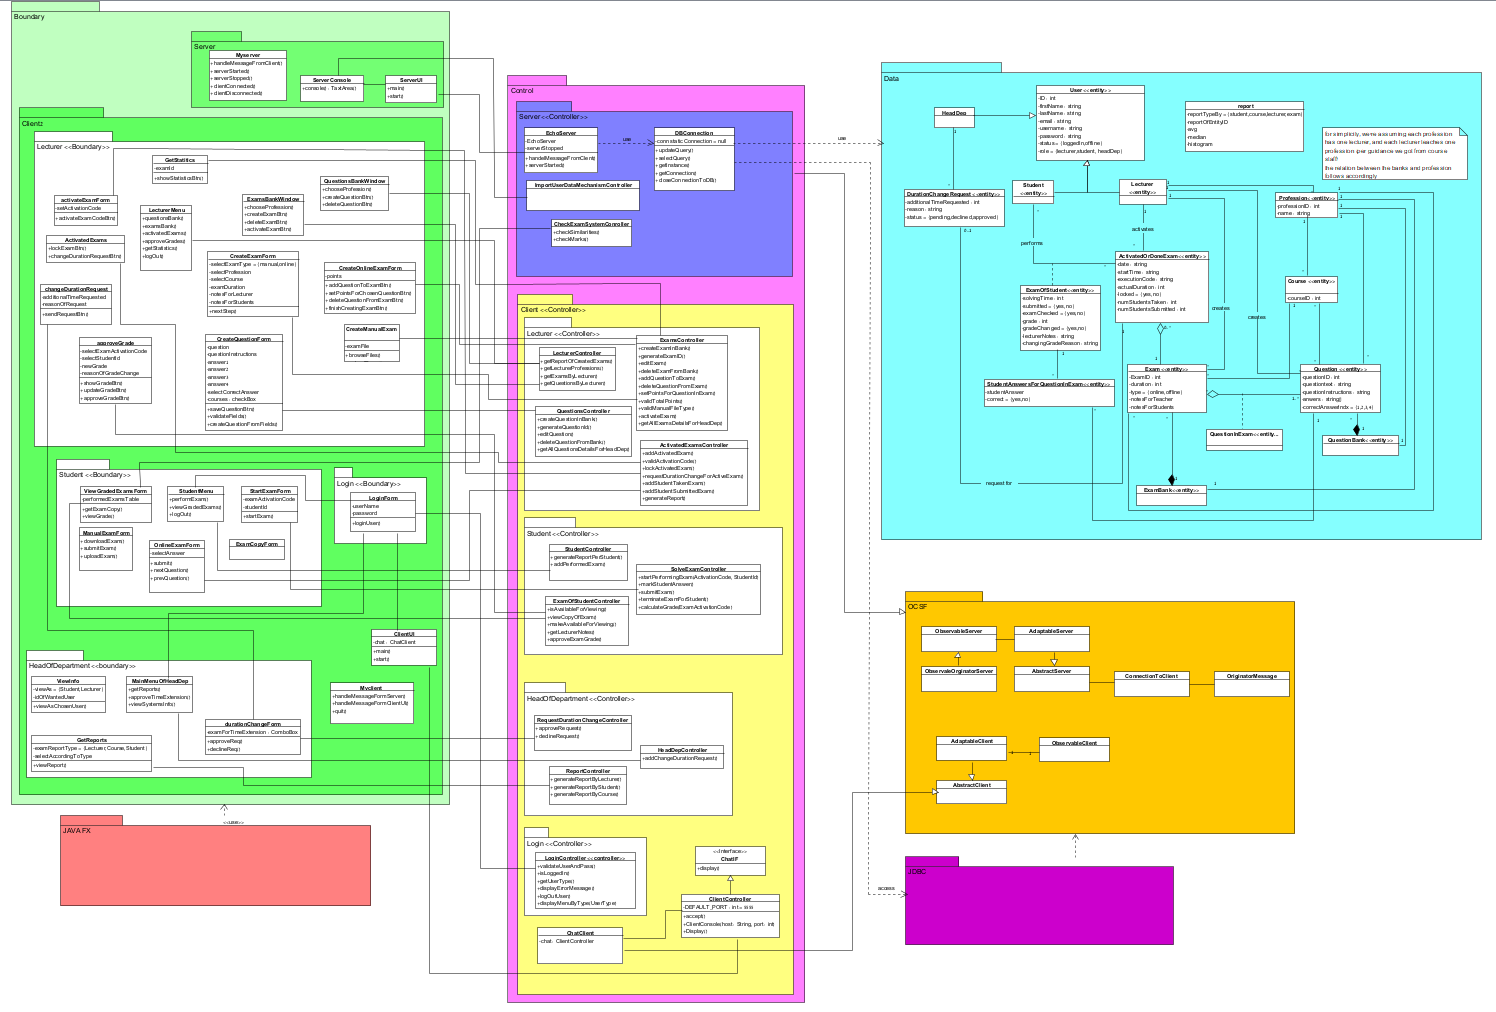 Boundary
Server
Myserver
+handleMessageFromClient()
+serverStarted()
+serverStopped()
+clientConnected()
+clientDisconnected()
Server Console
+console() : TextArea()
ServerUI
+main()
+start()
Lecturer <<Boundary>>
GetStatitics
-examId
+showStatisticBtn()
QuestionsBankWindow
+chooseProfession()
+createQuestionBtn()
+deleteQuestionBtn()
activateExamForm
-setActivationCode
+activateExamCodeBtn()
LecturerMenu
+questionsBank()
+examsBank()
+activatedExams()
+approveGrades()
+getStatistic()
+logOut()
ExamsBankWindow
+chooseProfession()
+createExamBtn()
+deleteExamBtn()
+activateExamBtn()
ActivatedExams
+lockExamBtn()
+changeDurationRequestBtn()
CreateExamForm
-selectExamType = {manual,online}
-selectProfession
-selectCourse
-examDuration
-notesForLecturer
-notesForStudents
+nextStep()
CreateOnlineExamForm
-points
+addQuestionToExamBtn()
+setPointsForChosenQuestionBtn()
+deleteQuestionFromExamBtn()
+finishCreatingExamBtn()
changeDurationRequest
-additionalTimeRequested
-reasonOfRequest
+sendRequestBtn()
CreateManualExam
-examFile
+browseFiles()
approveGrade
-selectExamActivationCode
-selectStudentId
-newGrade
-reasonOfGradeChange
+showGradeBtn()
+updateGradeBtn()
+approveGradeBtn()
CreateQuestionForm
-question
-questionInstructions
-answer1
-answer2
-answer3
-answer4
-selectCorrectAnswer
-courses : checkBox
+saveQuestionBtn()
+validateFields()
+createQuestionFromFields()
Student <<Boundary>>
ViewGradedExams Form
-performedExamsTable
+getExamCopy()
+viewGrade()
StudentMenu
+performExam()
+viewGradedExams()
+logOut()
StartExamForm
-examActivationCode
-studentId
+startExam()
ManualExamForm
+downloadExam()
+submitExam()
+uploadExam()
OnlineExamForm
-selectAnswer
+submit()
+nextQuestion()
+prevQuestion()
ExamCopyForm
Login <<Boundary>>
LoginForm
-userName
-password
+loginUser()
ClientUI
-chat : ChatClient
+main()
+start()
HeadOfDepartment <<boundary>>
ViewInfo
-viewAs = {Student,Lecturer}
-idOfWantedUser
+viewAsChosenUser()
MainMenuOfHeadDep
+getReports()
+approveTimeExtension()
+viewSystemInfo()
Myclient
+handleMessageFormServer()
+handleMessageFormClientUI()
+quit()
durationChangeForm
-examForTimeExtension : ComboBox
+approveReq()
+declineReq()
GetReports
-examReportType = {Lecturer, Course, Student}
-selectAccordingToType
+viewReport()
<<use>>
JAVA FX
Control
Server <<Controller>>
EchoServer
-EchoServer
-serverStopped
+handleMessageFromClient()
+serverStarted()
use
DBConnection
-conn static Connection = null
+updateQuery()
+selectQuery()
+getInstance()
+getConnection()
+closeConnectionToDB()
ImportUserDataMechanismController
CheckExamSystemController
+checkSimilarities()
+checkMarks()
Client <<Controller>>
Lecturer <<Controller>>
LecturerController
+getReportOfCreatedExams()
+getLecturerProfessions()
+getExamsByLecturer()
+getQuestionsByLecturer()
ExamsController
+createExamInBank()
+generateExamID()
+editExam()
+deleteExamFromBank()
+addQuestionToExam()
+deleteQuestionFromExam()
+setPointsForQuestionInExam()
+validTotalPoints()
+validManualFileType()
+activateExam()
+getAllExamsDetailsForHeadDep()
QuestionsController
+createQuestionInBank()
+generateQuestionId()
+editQuestion()
+deleteQuestionFromBank()
+getAllQuestionsDetailsForHeadDep()
ActivatedExamsController
+addActivatedExam()
+validActivationCode()
+lockActivatedExam()
+requestDurationChangeForActiveExam()
+addStudentTakenExam()
+addStudentSubmittedExam()
+generateReport()
Student <<Controller>>
StudentController
+generateReportPerStudent()
+addPerformedExam()
SolveExamController
+startPerformingExamsActivationCode, StudentId)
+markStudentAnswer()
+submitExam()
+terminateExamForStudent()
+calculateGradeExamActivationCode()
ExamOfStudentController
+isAvailableForViewing()
+viewCopyOfExam()
+makeAvailableForViewing()
+getLecturerNotes()
+approveExamGrade()
HeadOfDepartment <<Controller>>
RequestDurationChangeController
+approveRequest()
+declineRequest()
HeadDepController
+addChangeDurationRequest()
ReportController
+generateReportByLecturer()
+generateReportByStudent()
+generateReportByCourse()
Login <<Controller>>
LoginController <<controller>>
+validateUserAndPass()
+isLoggedIn()
+getUserType()
+displayErrorMessage()
+logOutUser()
+displayMenuByTypeUserType()
<<Interface>>
ChatIF
+display()
ClientController
+accept()
+ClientConsole(host : String, port : int)
+Display()
ChatClient
-chat : ClientController
use
access
Data
User <<entity>>
-ID : int
-firstName : string
-lastName : string
-email : string
-username : string
-password : string
-status = {loggedin,offline}
-role = {lecturer,student, headDep}
HeadDep
report
-reportTypeBy = {student,course,lecturer,exam}
-reportOfEntityID
-avg
-median
-histogram
for simplicity, we're assuming each profession
has one lecturer, and each lecturer teaches one
profession per guidance we got from course
staff
the relation between the banks and profession
follows accordingly
DurationChangeRequest <<entity>>
-additionalTimeRequested : int
-reason : string
-status = {pending,declined,approved}
Student
<<entity>>
Lecturer
<<entity>>
Profession<<entity>>
-professionID : int
-name : string
performs
activates
ActivatedOrDoneExam<<entity>>
-date : string
-startTime : string
-executionCode : string
-actualDuration : int
-locked = {yes,no}
-numStudentsTaken : int
-numStudentsSubmitted : int
ExamOfStudent<<entity>>
-solvingTime : int
-submitted = {yes,no}
-examChecked = {yes,no}
-grade : int
-gradeChanged = {yes,no}
-lecturerNotes : string
-changingGradeReason : string
Course <<entity>>
-courseID : int
creates
creates
StudentAnswersForQuestionInExam<<entity>>
-studentAnswer
-correct = {yes,no}
Exam <<entity>>
-ExamID : int
-duration : int
-type = {online,offline}
-notesForTeacher
-notesForStudents
Question <<entity>>
-questionID : int
-questiontext : string
-questionInstructions : string
-answers : string[]
-correctAnswerIndx = {1,2,3,4}
QuestionInExam<<entity...
QuestionBank<<entity>>
ExamBank<<entity>>
request for
OCSF
ObservableServer
AdaptableServer
ObservaleOrginatorServer
AbstractServer
ConnectionToClient
OriginatorMessage
AdaptableClient
ObservableClient
AbstractClient